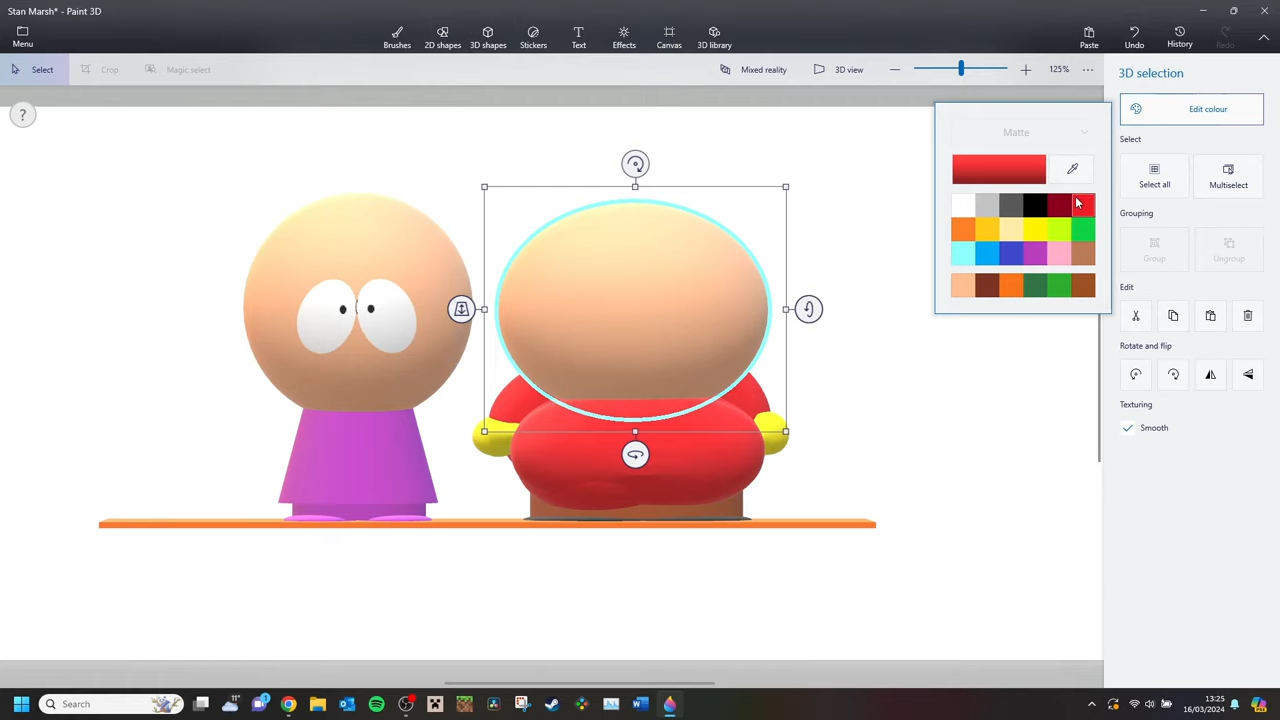 Stan Marsh* - Paint 3D
Menu
Brushes
2D shapes
3D shapes
Stickers
Text
Effects
Canvas
3D library
Paste
Undo
History
Redo
Select
Crop
Magic select
Mixed reality
3D view
125%
3D selection
?
Edit colour
Matte
Select
Select all
Multiselect
Grouping
Group
Ungroup
Edit
Rotate and flip
Texturing
Smooth
Search
11°
1
13:25
16/03/2024